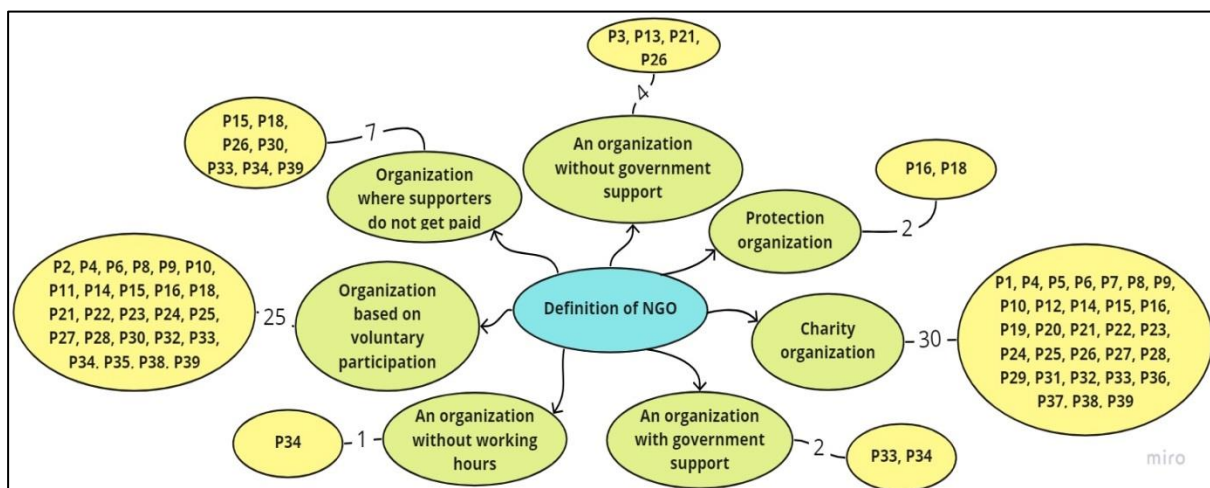 P3, P13, P21,
P26
4
An organization
without government
support
P15, P18,
P26, P30,
P33, P34, P39
7
Organization
where supporters
do not get paid
P16, P18
2
Protection
organization
Definition of NGO
P2, P4, P6, P8, P9, P10,
P11, P14, P15, P16, P18,
P21, P22, P23, P24, P25,
P27, P28, P30, P32, P33,
P34, P35, P38, P39
25
Organization
based on
voluntary
participation
Charity
organization
30
P1, P4, P5, P6, P7, P8, P9,
P10, P12, P14, P15, P16,
P19, P20, P21, P22, P23,
P24, P25, P26, P27, P28,
P29, P31, P32, P33, P36,
P37, P38, P39
P34
1
An organization
without working
hours
An organization
with government
support
2
P33, P34
miro